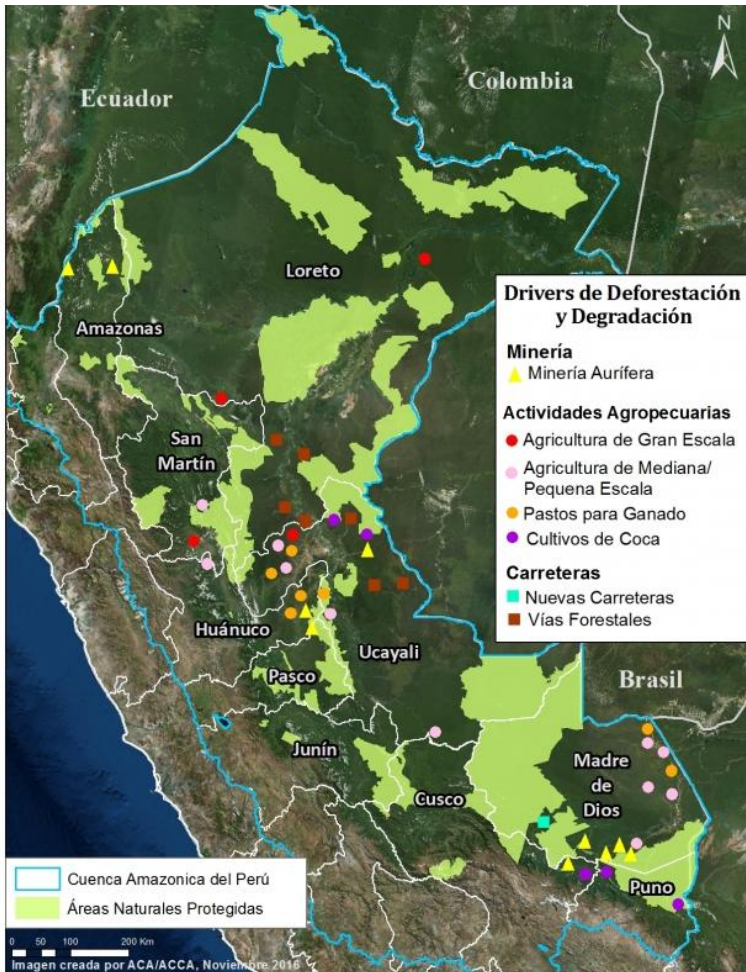 N
Colombia
Ecuador
Loreto
Amazonas
San
Martín
Huánuco
Ucayali
Pasco
Junín
Cusco
Brasil
Madre
de
Dios
Puno
Drivers de Deforestación
y Degradación
Minería
Minería Aurífera
Actividades Agropecuarias
Agricultura de Gran Escala
Agricultura de Mediana/
Pequena Escala
Pastos para Ganado
Cultivos de Coca
Carreteras
Nuevas Carreteras
Vías Forestales
Cuenca Amazonica del Perú
Áreas Naturales Protegidas
0 50 100 200 Km
Imagen creada por ACA/ACCA, Noviembre 2016